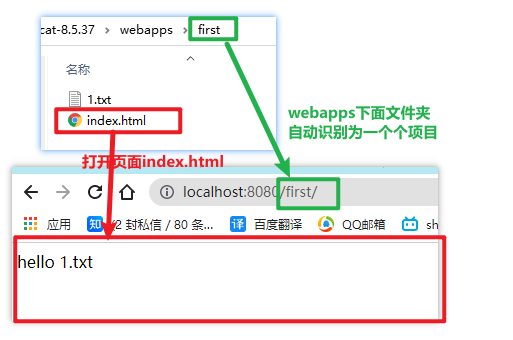 cat-8.5.37 > webapps > first
名称
1.txt
index.html
webapps下面文件夹
自动识别为一个个项目
打开页面index.html
localhost:8080/first/
应用 知 (2 封私信 / 80 条... 译 百度翻译 QQ邮箱 sh
hello 1.txt